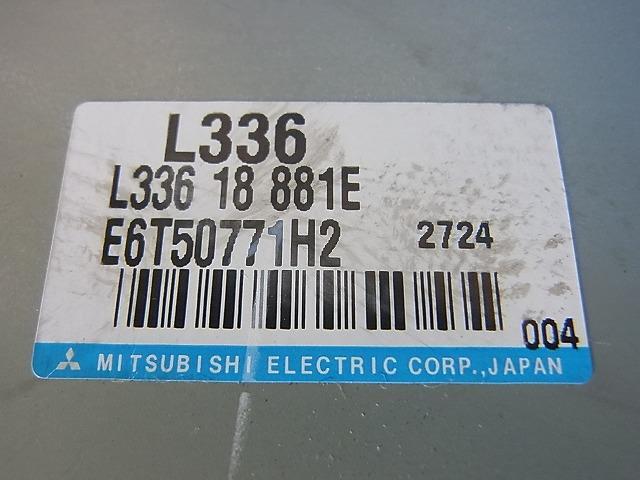 L336
L336 18 881E
E6T50771H2 2724
004
MITSUBISHI ELECTRIC CORP.,JAPAN